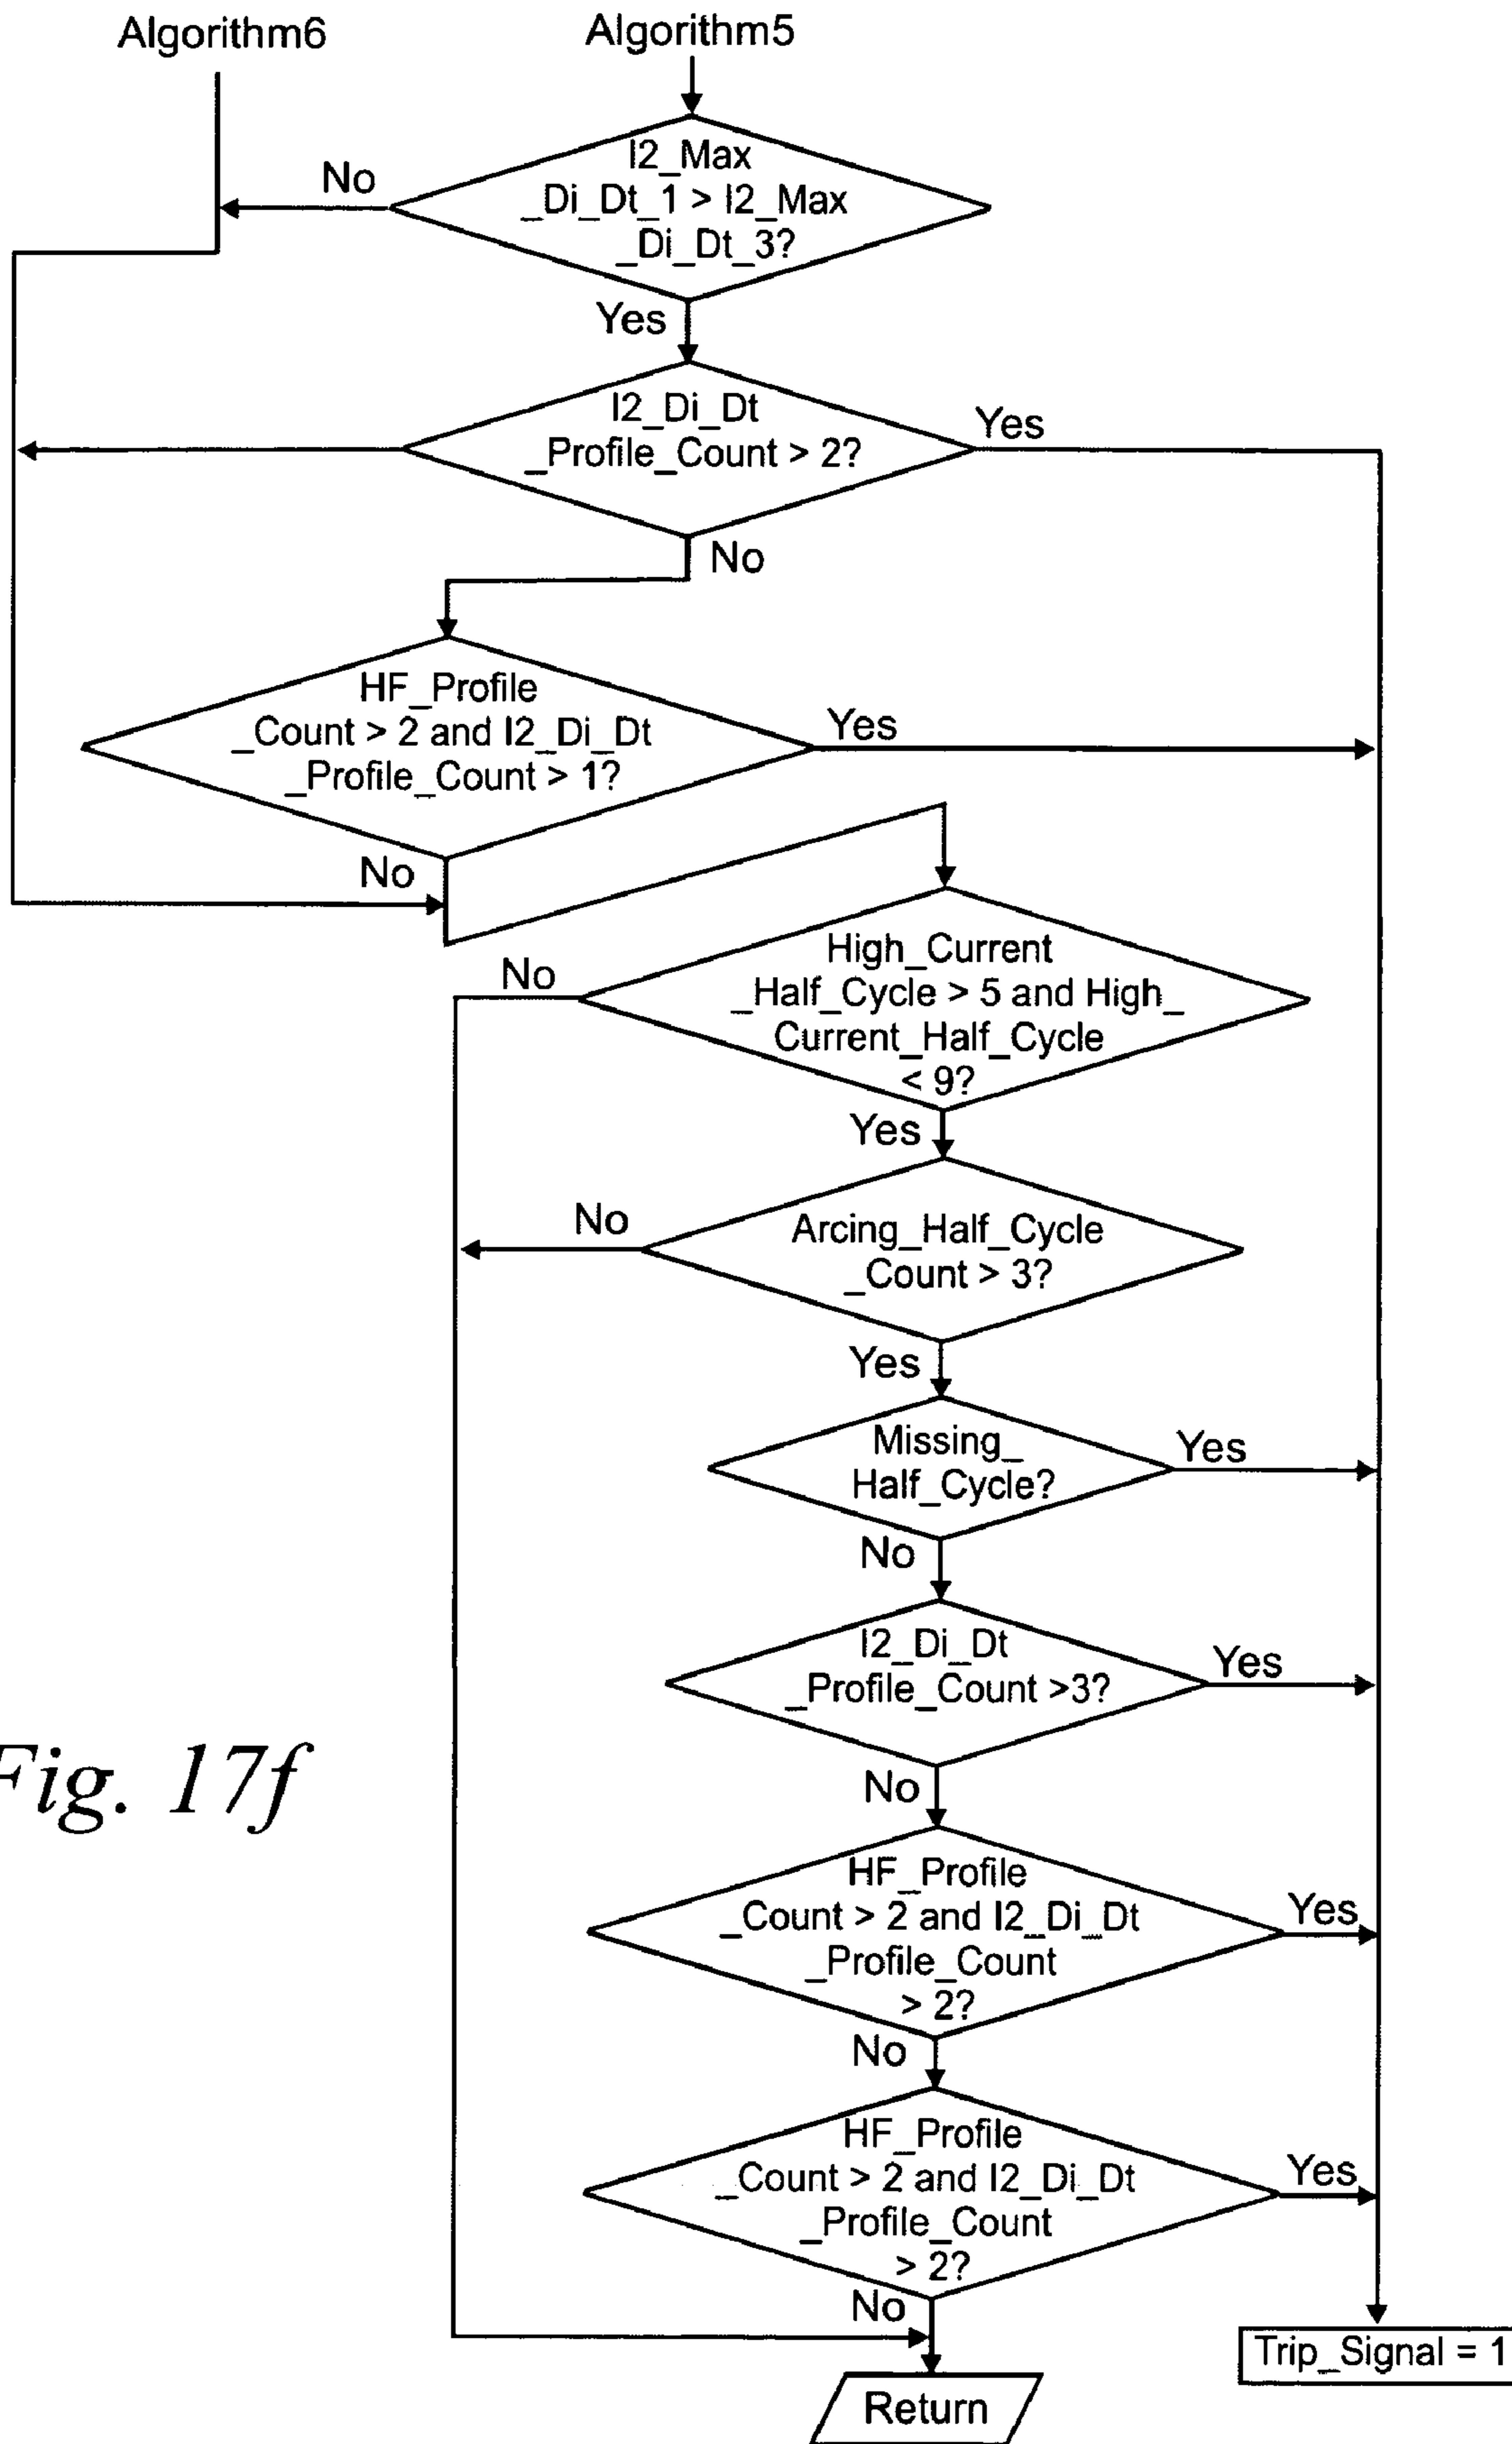 Algorithm6
Algorithm5
I2_Max
_Di_Dt_1 > I2_Max
_Di_Dt_3?
No
Yes
I2_Di_Dt
_Profile_Count > 2?
Yes
No
HF_Profile
_Count > 2 and I2_Di_Dt
_Profile_Count > 1?
Yes
No
High_Current
_Half_Cycle > 5 and High_
Current_Half_Cycle
< 9?
No
Yes
Arcing_Half_Cycle
_Count > 3?
No
Yes
Missing_
Half_Cycle?
Yes
No
I2_Di_Dt
_Profile_Count >3?
Yes
No
Fig. 17f
HF_Profile
_Count > 2 and I2_Di_Dt
_Profile_Count
> 2?
Yes
No
HF_Profile
_Count > 2 and I2_Di_Dt
_Profile_Count
> 2?
Yes
No
Trip_Signal = 1
Return